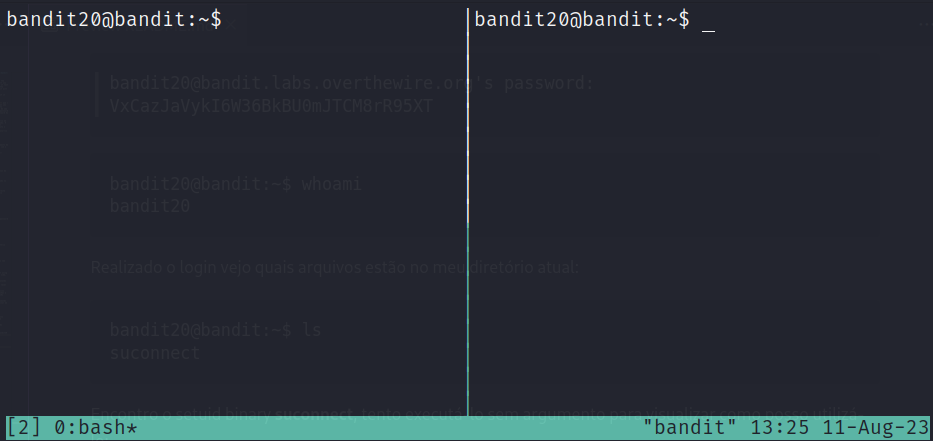 bandit20@bandit:~$
bandit20@bandit:~$ _
bandit20@bandit.labs.overthewire.org's password:
VxCazJaVykI6W36BkBU0mJTCM8rR95XT
bandit20@bandit:~$ whoami
bandit20
Realizado o login vejo quais arquivos estão no meu diretório atual:
bandit20@bandit:~$ ls
suconnect
[2] 0:bash*
"bandit" 13:25 11-Aug-23